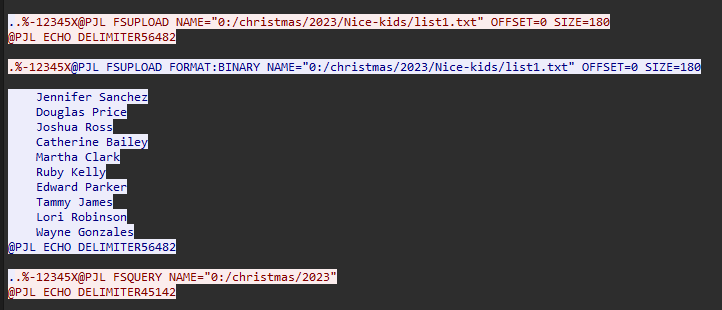 ..%-12345X@PJL FSUPLOAD NAME="0:/christmas/2023/Nice-kids/list1.txt" OFFSET=0 SIZE=180
@PJL ECHO DELIMITER56482
.%-12345X@PJL FSUPLOAD FORMAT:BINARY NAME="0:/christmas/2023/Nice-kids/list1.txt" OFFSET=0 SIZE=180
Jennifer Sanchez
Douglas Price
Joshua Ross
Catherine Bailey
Martha Clark
Ruby Kelly
Edward Parker
Tammy James
Lori Robinson
Wayne Gonzales
@PJL ECHO DELIMITER56482
..%-12345X@PJL FSQUERY NAME="0:/christmas/2023"
@PJL ECHO DELIMITER45142